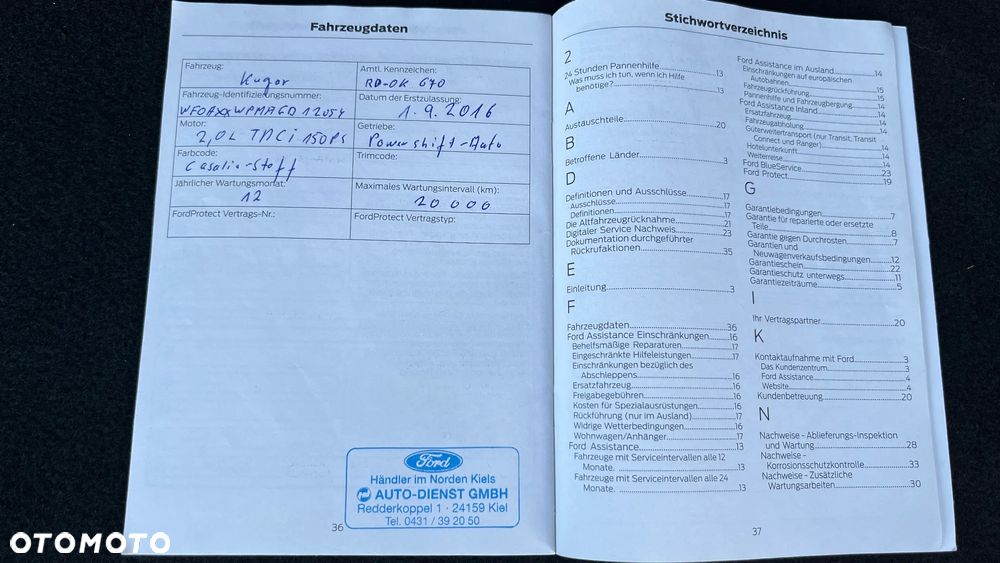 Fahrzeugdaten
Fahrzeug:
Kuga
Amtl. Kennzeichen:
RD-OK 670
Fahrzeug-Identifizierungsnummer:
Datum der Erstzulassung:
1. 9. 2016
Motor:
2,0L TDCi 150PS
Getriebe:
Powershift-Auto
Farbcode:
Trimcode:
Jährlicher Wartungsmonat:
12
Maximales Wartungsintervall (km):
20 000
FordProtect Vertrags-Nr.:
FordProtect Vertragstyp:
Ford
Händler im Norden Kiels
AUTO-DIENST GMBH
Redderkoppel 1 · 24159 Kiel
Tel. 0431 / 39 20 50
36
Stichwortverzeichnis
2
24 Stunden Pannenhilfe.....13
Was muss ich tun, wenn ich Hilfe
benötige?.....13
A
Austauschteile.....20
B
Betroffene Länder.....3
D
Definitionen und Ausschlüsse.....17
Ausschlüsse.....17
Definitionen.....17
Die Altfahrzeugrücknahme.....21
Digitaler Service Nachweis.....23
Dokumentation durchgeführter
Rückrufaktionen.....35
E
Einleitung.....3
F
Fahrzeugdaten.....36
Ford Assistance Einschränkungen.....16
Behelfsmäßige Reparaturen.....17
Eingeschränkte Hilfeleistungen.....17
Einschränkungen bezüglich des
Abschleppens.....16
Ersatzfahrzeug.....16
Freigabegebühren.....16
Kosten für Spezialausrüstungen.....16
Rückführung (nur im Ausland).....17
Widrige Wetterbedingungen.....16
Wohnwagen/Anhänger.....17
Ford Assistance.....13
Fahrzeuge mit Serviceintervallen alle 12
Monate. .....13
Fahrzeuge mit Serviceintervallen alle 24
Monate. .....13
Ford Assistance im Ausland.....14
Einschränkungen auf europäischen
Autobahnen.....15
Fahrzeugrückführung.....15
Pannenhilfe und Fahrzeugbergung.....14
Ford Assistance Inland.....14
Ersatzfahrzeug.....14
Fahrzeugabholung.....14
Güterweitertransport (nur Transit, Transit
Connect und Ranger).....14
Hotelunterkunft.....14
Weiterreise.....14
Ford BlueService.....23
Ford Protect.....19
G
Garantiebedingungen.....7
Garantie für reparierte oder ersetzte
Teile.....8
Garantie gegen Durchrosten.....7
Garantien und
Neuwagenverkaufsbedingungen.....12
Garantieschein.....22
Garantieschutz unterwegs.....11
Garantiezeiträume.....5
I
Ihr Vertragspartner.....20
K
Kontaktaufnahme mit Ford.....3
Das Kundenzentrum.....3
Ford Assistance.....4
Website.....4
Kundenbetreuung.....20
N
Nachweise - Ablieferungs-Inspektion
und Wartung.....28
Nachweise -
Korrosionsschutzkontrolle.....33
Nachweise - Zusätzliche
Wartungsarbeiten.....30
37
OTOMOTO